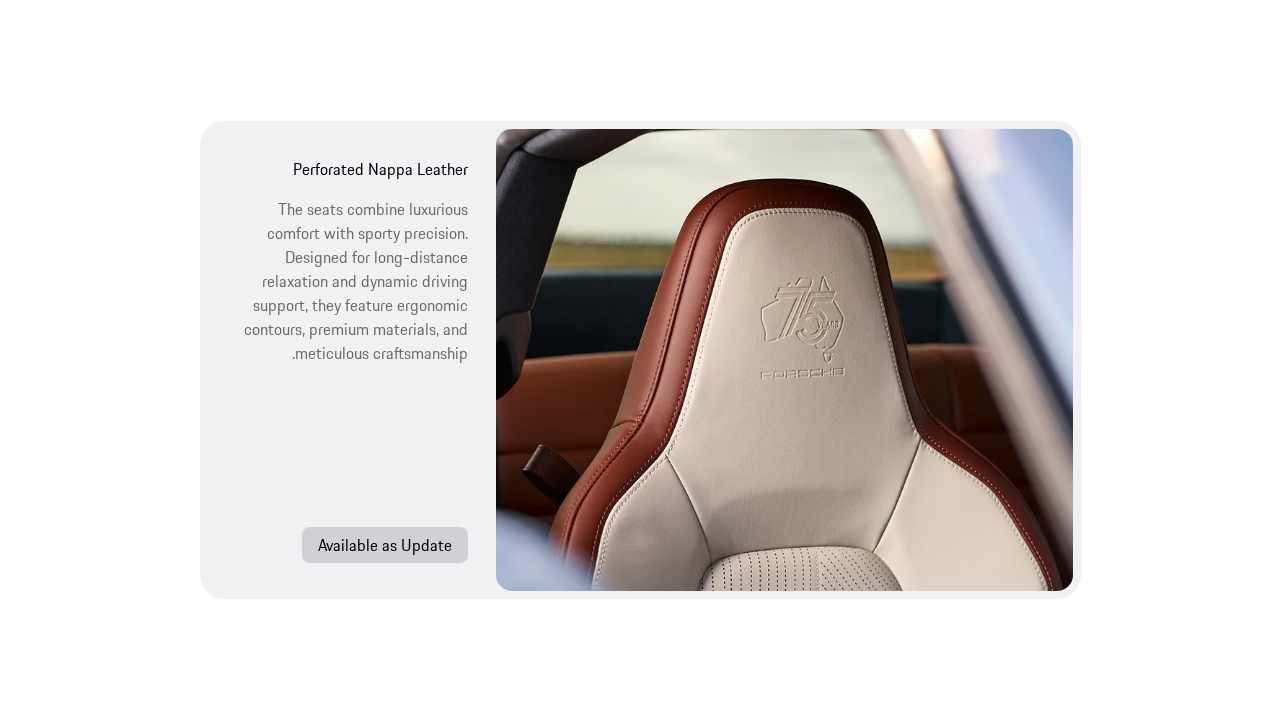 Perforated Nappa Leather
The seats combine luxurious
comfort with sporty precision.
Designed for long-distance
relaxation and dynamic driving
support, they feature ergonomic
contours, premium materials, and
.meticulous craftsmanship
Available as Update
75
YEARS
PORSCHE